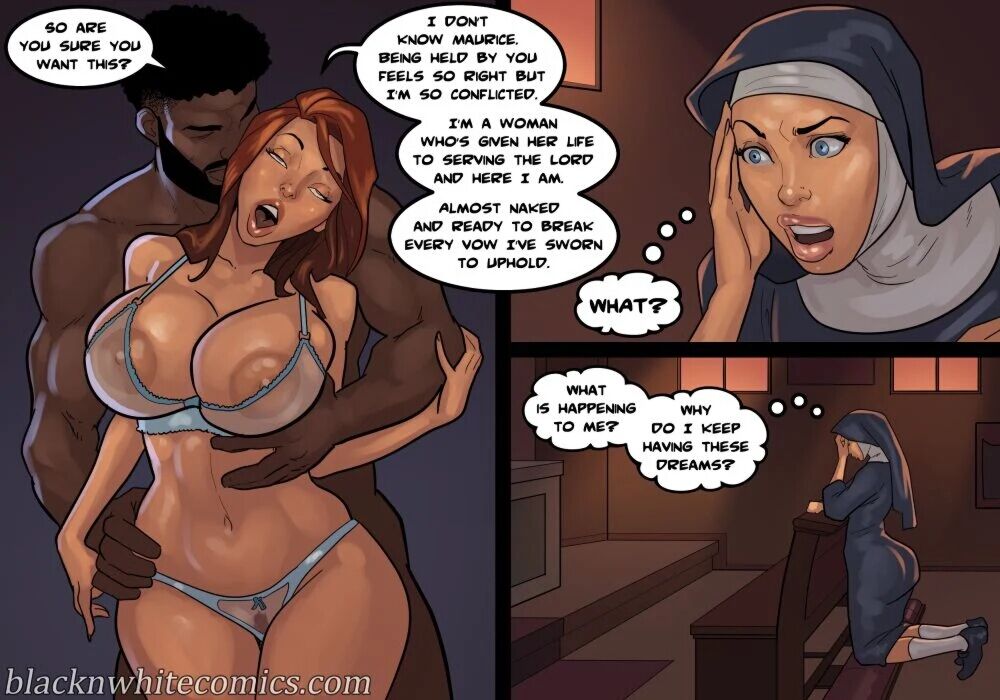 SO ARE
YOU SURE YOU
WANT THIS?
I DON'T
KNOW MAURICE.
BEING HELD BY YOU
FEELS SO RIGHT BUT
I'M SO CONFLICTED.
I'M A WOMAN
WHO'S GIVEN HER LIFE
TO SERVING THE LORD
AND HERE I AM.
ALMOST NAKED
AND READY TO BREAK
EVERY VOW I'VE SWORN
TO UPHOLD.
WHAT?
WHAT
IS HAPPENING
TO ME?
WHY
DO I KEEP
HAVING THESE
DREAMS?
blacknwhitecomics.com